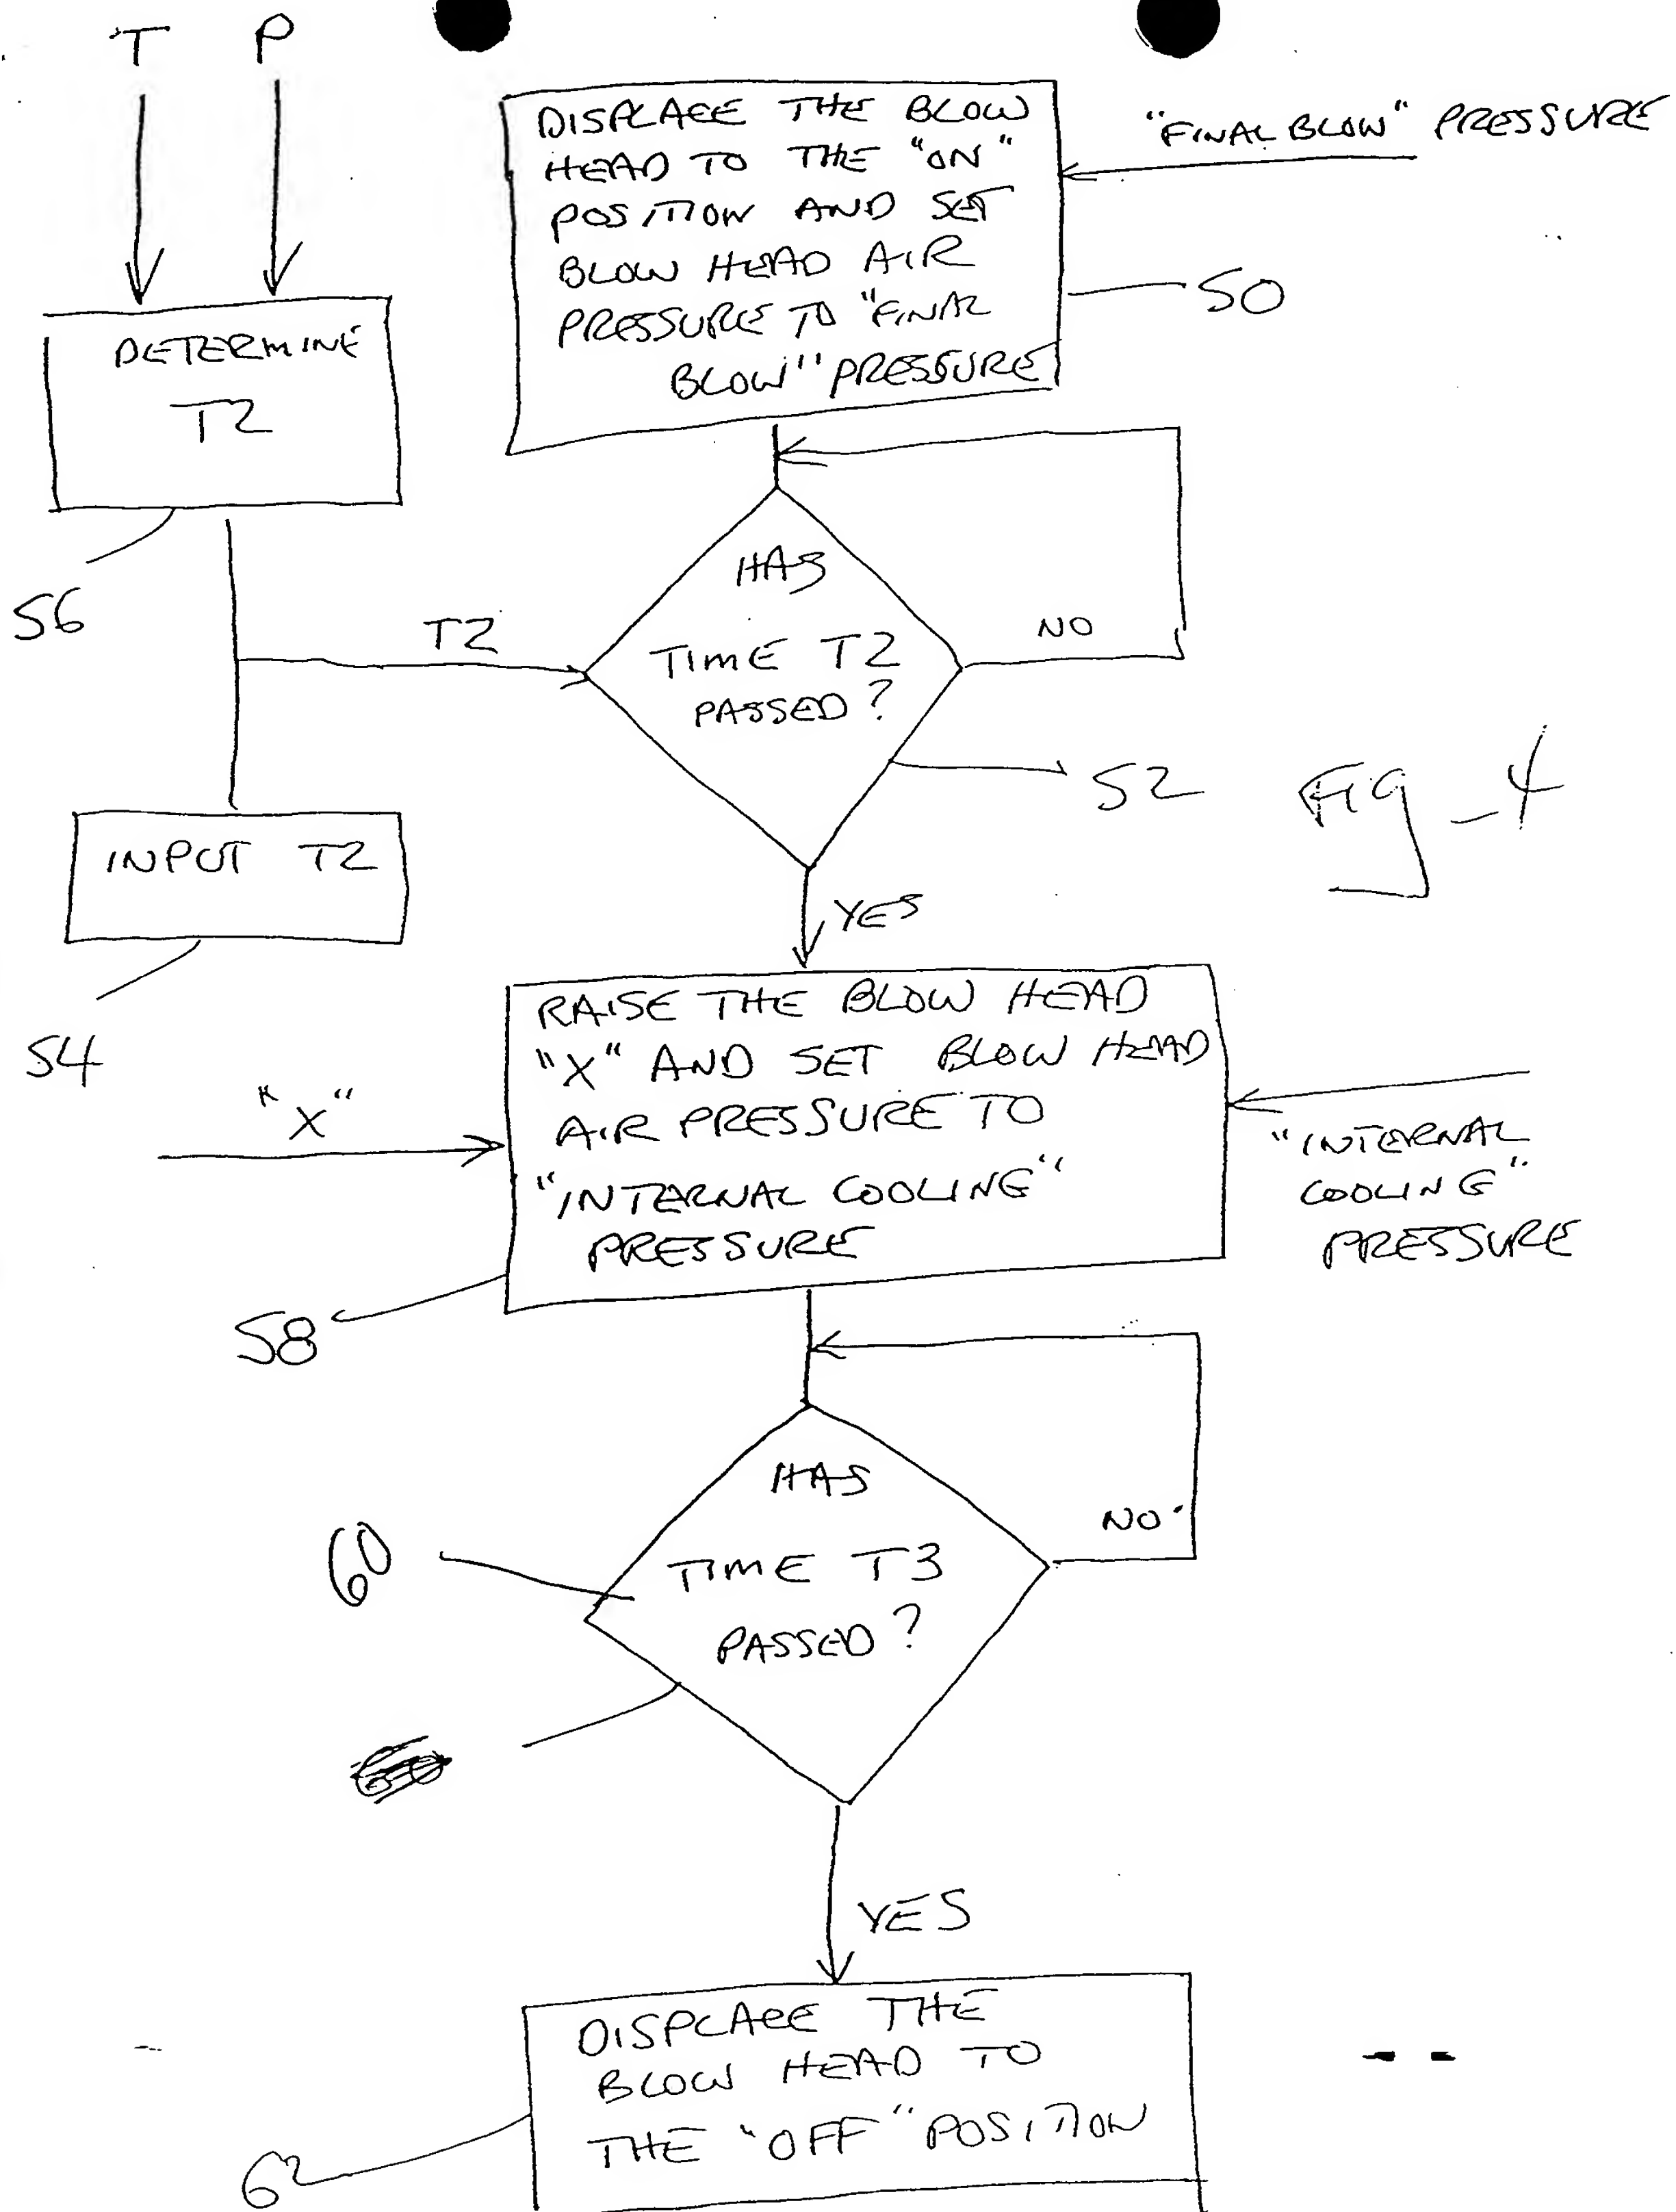 T P
DISPLACE THE BLOW
HEAD TO THE "ON"
POSITION AND SET
BLOW HEAD AIR
PRESSURE TO "FINAL
BLOW" PRESSURE
"FINAL BLOW" PRESSURE
50
DETERMINE
T2
56
T2
HAS
TIME T2
PASSED?
NO
52
Fig_4
INPUT T2
54
YES
RAISE THE BLOW HEAD
"X" AND SET BLOW HEAD
AIR PRESSURE TO
"INTERNAL COOLING"
PRESSURE
"X"
"INTERNAL
COOLING"
PRESSURE
58
HAS
TIME T3
PASSED?
NO
60
YES
DISPLACE THE
BLOW HEAD TO
THE "OFF" POSITION
62